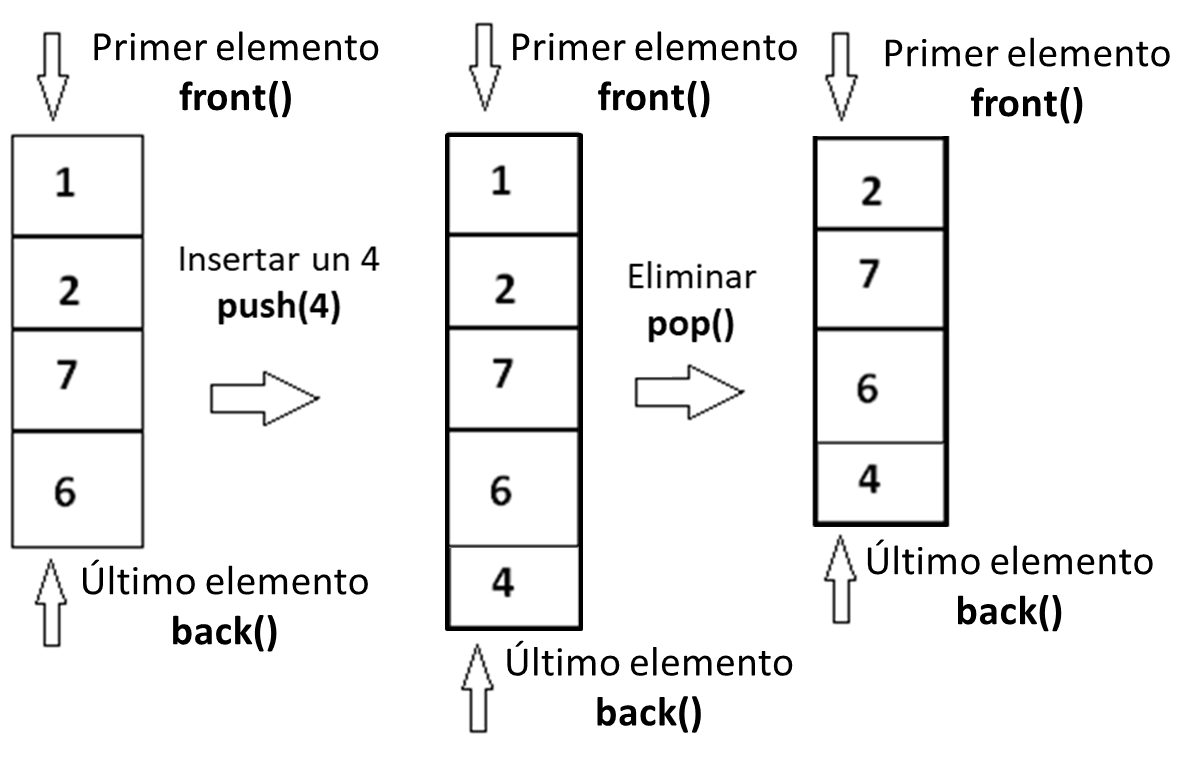 Primer elemento
front()
1
2
7
6
Último elemento
back()
Insertar un 4
push(4)
Primer elemento
front()
1
2
7
6
4
Último elemento
back()
Eliminar
pop()
Primer elemento
front()
2
7
6
4
Último elemento
back()